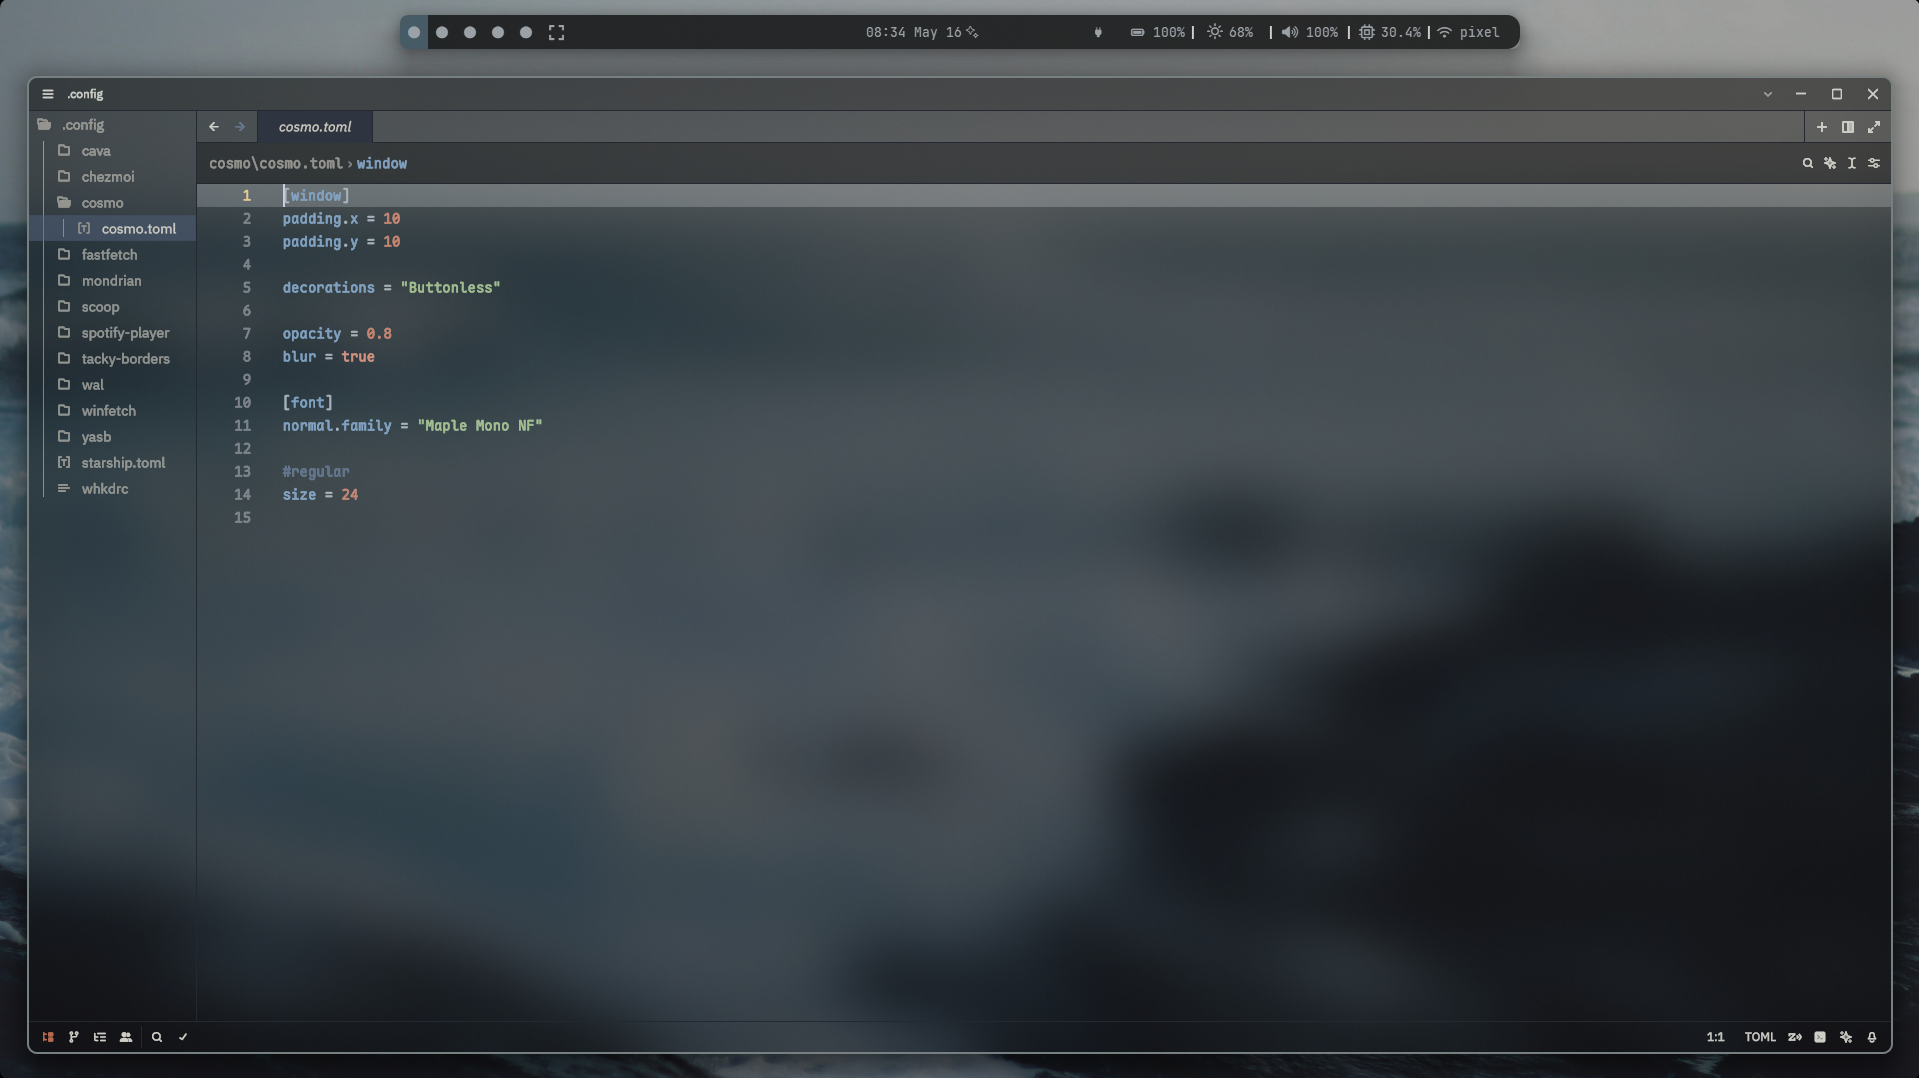 08:34 May 16
100% | 68% | 100% | 30.4% | pixel
.config
.config
cava
chezmoi
cosmo
cosmo.toml
fastfetch
mondrian
scoop
spotify-player
tacky-borders
wal
winfetch
yasb
starship.toml
whkdrc
cosmo.toml
cosmo\cosmo.toml › window
1 [window]
2 padding.x = 10
3 padding.y = 10
4
5 decorations = "Buttonless"
6
7 opacity = 0.8
8 blur = true
9
10 [font]
11 normal.family = "Maple Mono NF"
12
13 #regular
14 size = 24
15
1:1 TOML